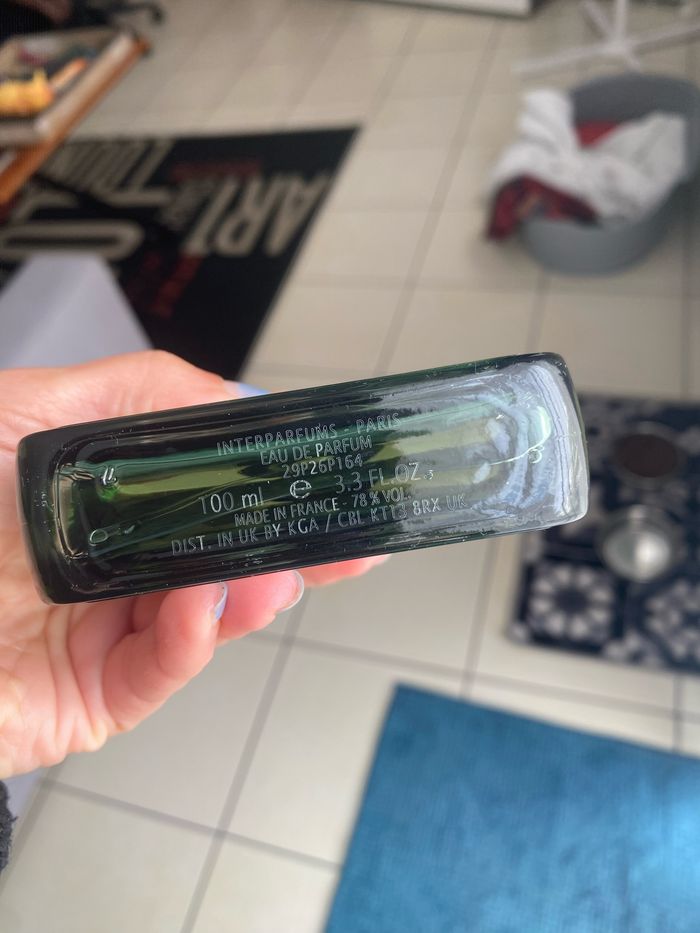 INTERPARFUMS - PARIS
EAU DE PARFUM
29P26P164
100 ml e 3.3 FL.OZ.
MADE IN FRANCE - 78% VOL.
DIST. IN UK BY KGA / CBL KT13 8RX UK